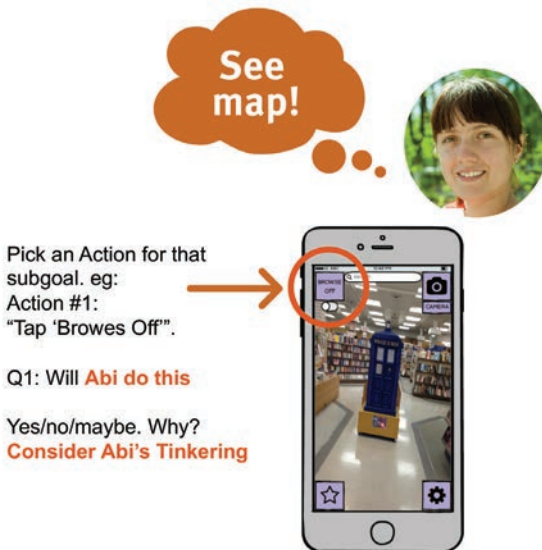 See
map!
Pick an Action for that
subgoal. eg:
Action #1:
“Tap ‘Browes Off’”.
Q1: Will Abi do this
Yes/no/maybe. Why?
Consider Abi’s Tinkering
BROWSE
OFF
CAMERA